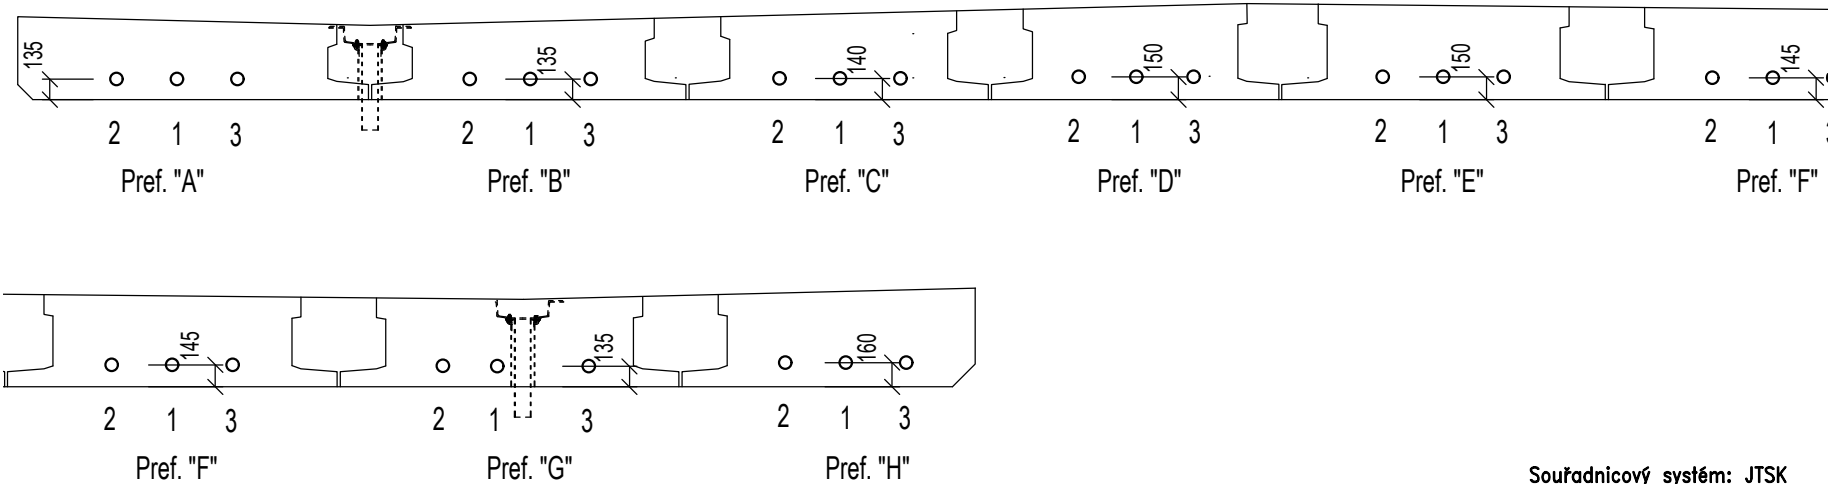 135 135 140 150 150 145
2 1 3 2 1 3 2 1 3 2 1 3 2 1 3 2 1
Pref. "A" Pref. "B" Pref. "C" Pref. "D" Pref. "E" Pref. "F"
145 135 160
2 1 3 2 1 3 2 1 3
Pref. "F" Pref. "G" Pref. "H"
Souřadnicový systém: JTSK